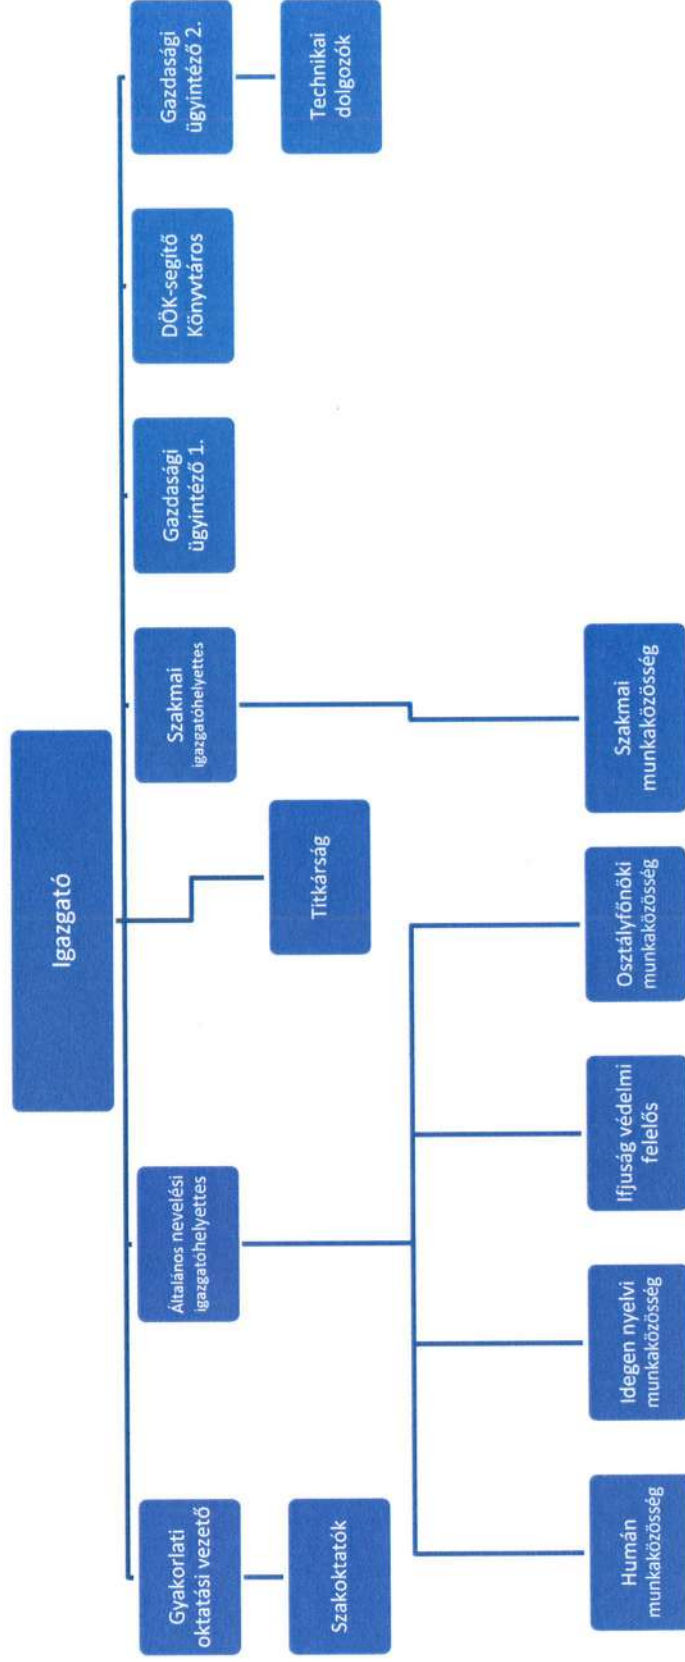 Igazgató
Gyakorlati
oktatási vezető
Általános nevelési
igazgatóhelyettes
Szakmai
igazgatóhelyettes
Gazdasági
ügyintéző 1.
DÖK-segítő
Könyvtáros
Gazdasági
ügyintéző 2.
Szakoktatók
Titkárság
Technikai
dolgozók
Humán
munkaközösség
Idegen nyelvi
munkaközösség
Ifjuság védelmi
felelős
Osztályfőnöki
munkaközösség
Szakmai
munkaközösség